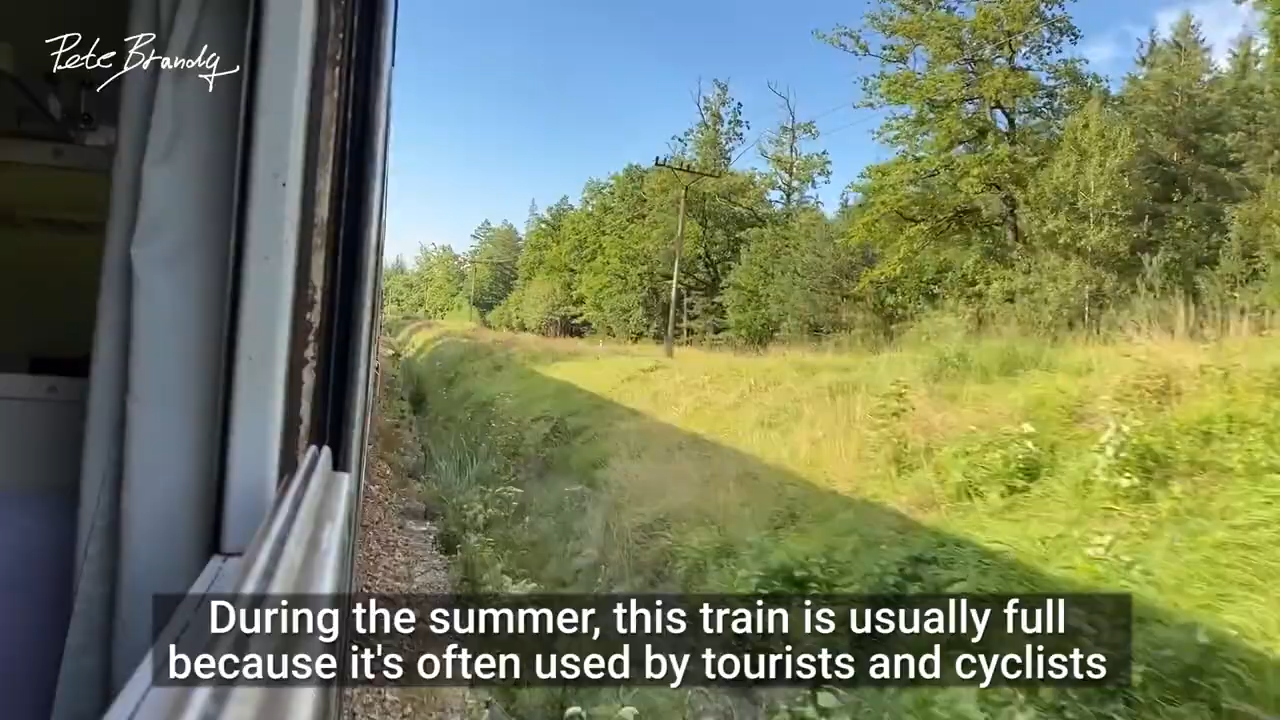 Pete Brandy
During the summer, this train is usually full
because it's often used by tourists and cyclists